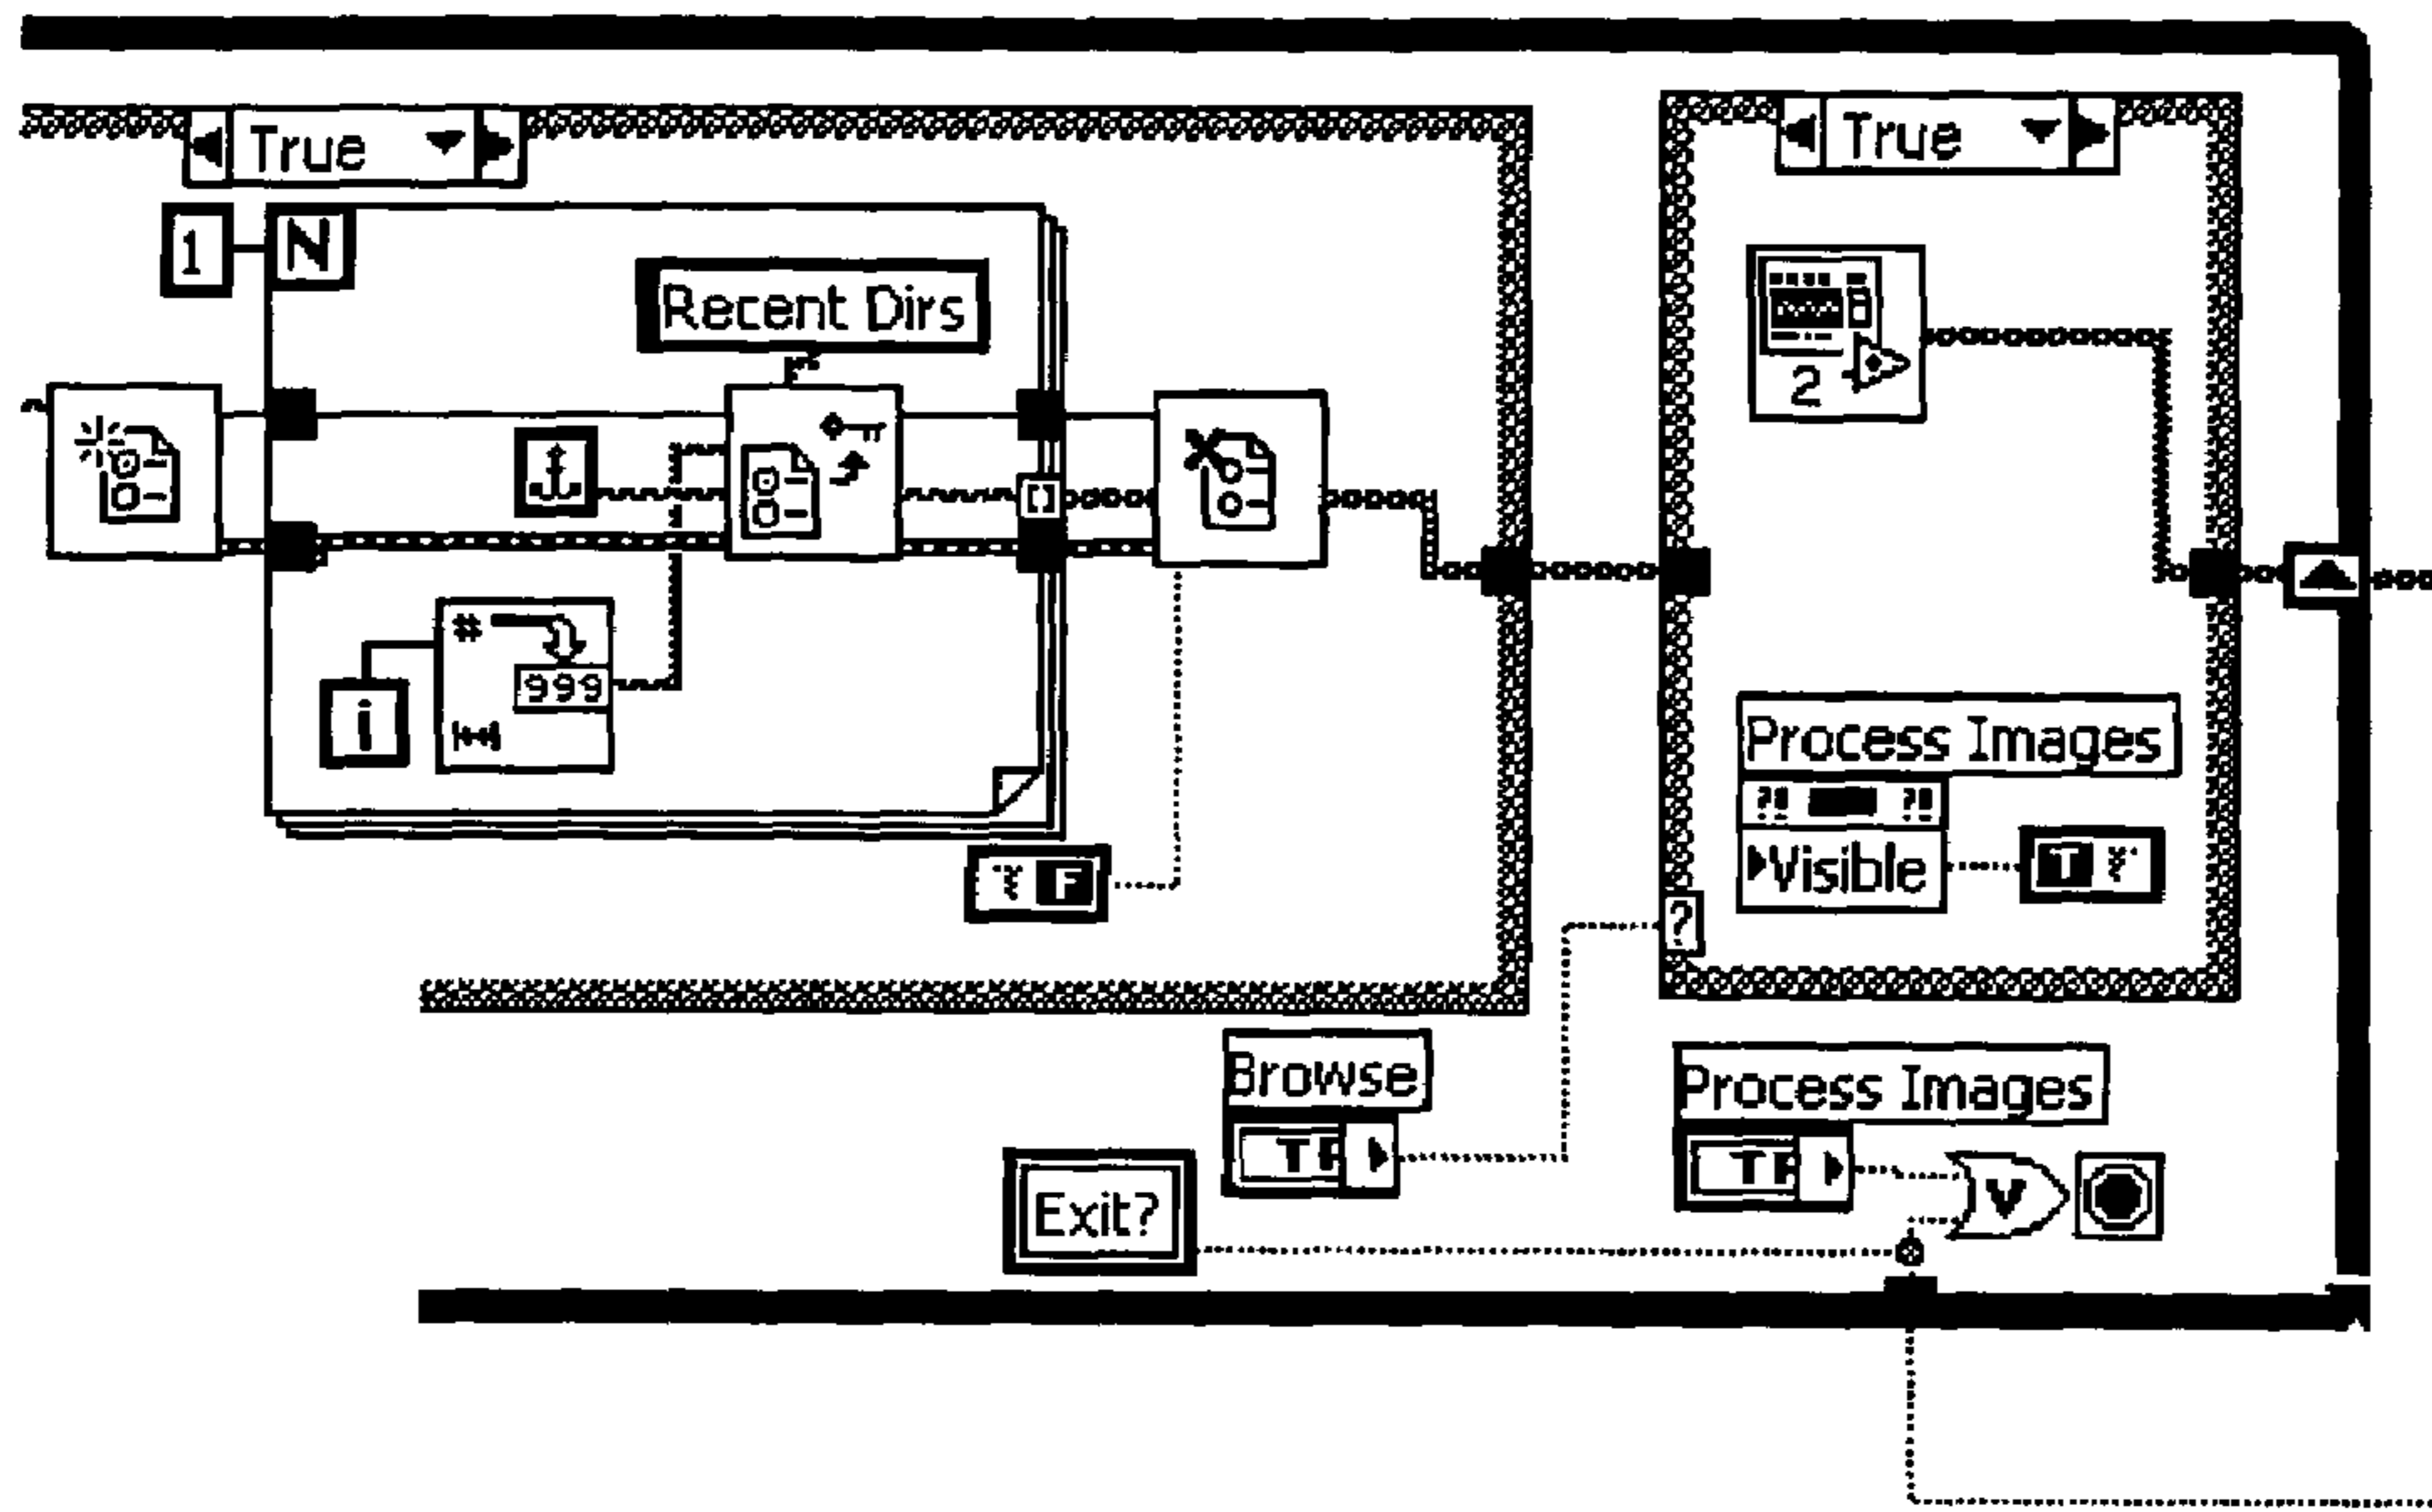 True
True
1
N
Recent Dirs
2
#
999
i
Process Images
?! ?!
Visible
T
F
?
Browse
TF
Process Images
TF
V
Exit?